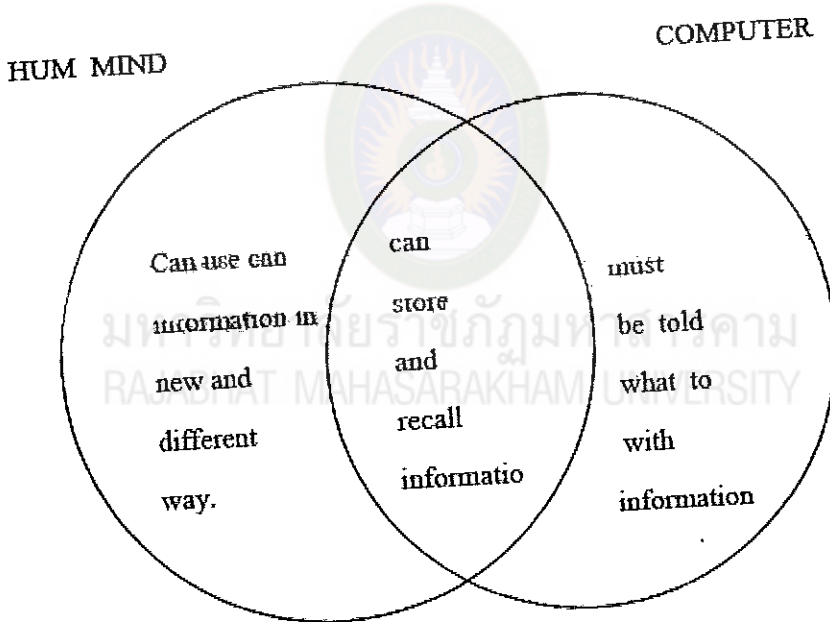 HUM MIND
COMPUTER
Can use can
information in
new and
different
way.
can
store
and
recall
informatio
must
be told
what to
with
information
มหาวิทยาลัยราชภัฏมหาสารคาม
RAJABHAT MAHASARAKHAM UNIVERSITY